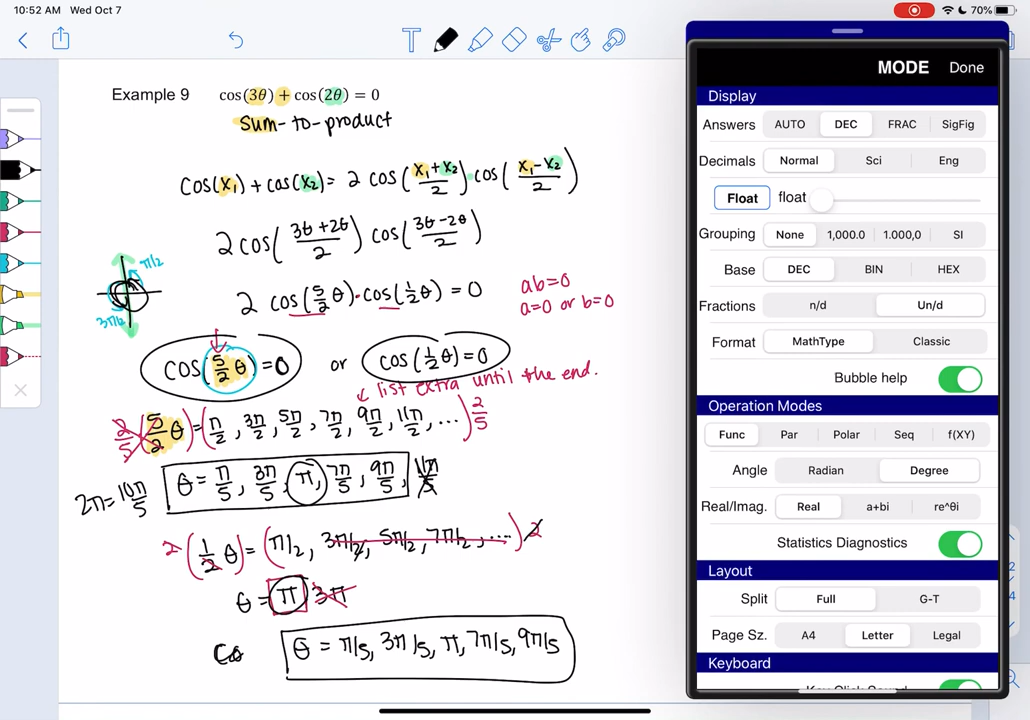 10:52 AM Wed Oct 7
70%
Example 9 cos(3θ) + cos(2θ) = 0
Sum-to-product
cos(x₁) + cos(x₂) = 2 cos((x₁+x₂)/2) · cos((x₁-x₂)/2)
2 cos((3θ+2θ)/2) cos((3θ-2θ)/2)
π/2
3π/2
2 cos(5/2 θ) · cos(1/2 θ) = 0
ab=0
a=0 or b=0
cos(5/2 θ) = 0 or cos(1/2 θ) = 0
list extra until the end.
2/5 (5/2 θ) = (π/2, 3π/2, 5π/2, 7π/2, 9π/2, 11π/2, ...) 2/5
2π = 10π/5
θ = π/5, 3π/5, π, 7π/5, 9π/5, 11π/5
2 (1/2 θ) = (π/2, 3π/2, 5π/2, 7π/2, ...) 2
θ = π 3π
θ = π/5, 3π/5, π, 7π/5, 9π/5
MODE Done
Display
Answers AUTO DEC FRAC SigFig
Decimals Normal Sci Eng
Float float
Grouping None 1,000.0 1.000,0 SI
Base DEC BIN HEX
Fractions n/d Un/d
Format MathType Classic
Bubble help
Operation Modes
Func Par Polar Seq f(XY)
Angle Radian Degree
Real/Imag. Real a+bi re^θi
Statistics Diagnostics
Layout
Split Full G-T
Page Sz. A4 Letter Legal
Keyboard